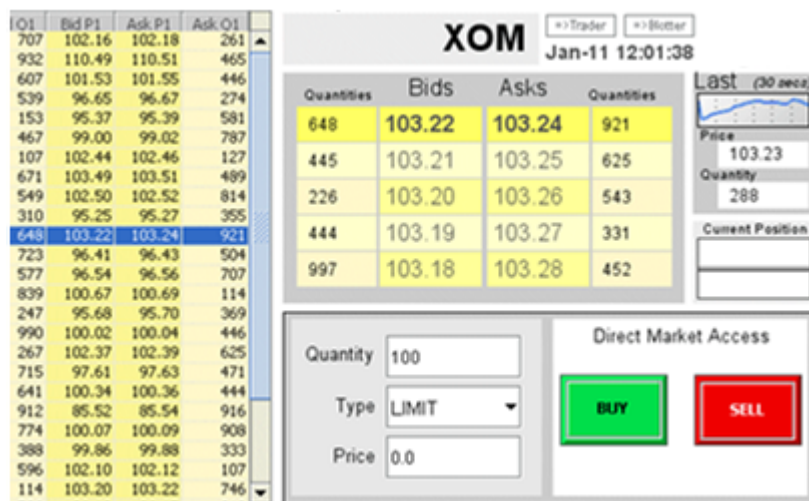 Q1 Bid P1 Ask P1 Ask Q1
707 102.16 102.18 261
932 110.49 110.51 465
607 101.53 101.55 446
539 96.65 96.67 274
153 95.37 95.39 581
467 99.00 99.02 787
107 102.44 102.46 127
671 103.49 103.51 489
549 102.50 102.52 814
310 95.25 95.27 355
648 103.22 103.24 921
723 96.41 96.43 504
577 96.54 96.56 707
839 100.67 100.69 114
247 95.68 95.70 369
990 100.02 100.04 446
267 102.37 102.39 625
715 97.61 97.63 471
641 100.34 100.36 444
912 85.52 85.54 916
774 100.07 100.09 908
388 99.86 99.88 333
596 102.10 102.12 107
114 103.20 103.22 746
XOM
=>Trader =>Blotter
Jan-11 12:01:38
Quantities Bids Asks Quantities
648 103.22 103.24 921
445 103.21 103.25 625
226 103.20 103.26 543
444 103.19 103.27 331
997 103.18 103.28 452
Last (30 secs)
Price
103.23
Quantity
288
Current Position
Quantity 100
Type LIMIT
Price 0.0
Direct Market Access
BUY SELL